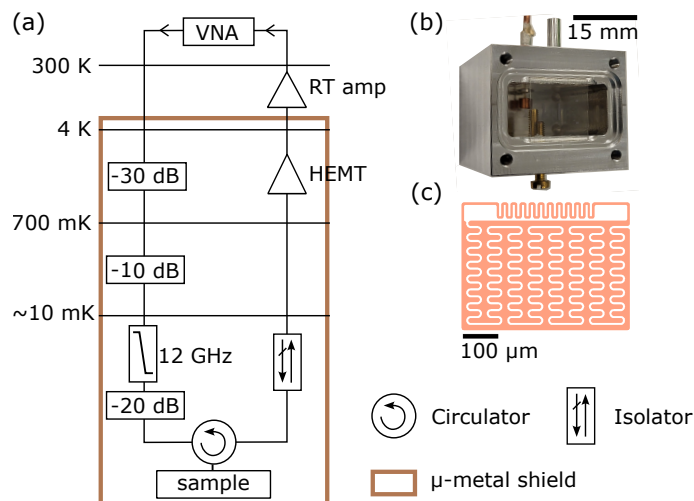 (a)
VNA
300 K
RT amp
4 K
-30 dB
HEMT
700 mK
-10 dB
~10 mK
12 GHz
-20 dB
sample
(b)
15 mm
(c)
100 µm
Circulator
Isolator
µ-metal shield